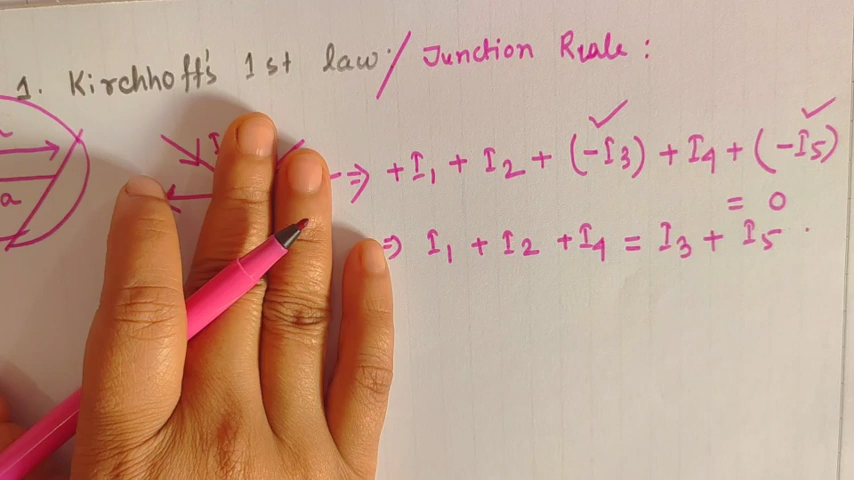 1. Kirchhoff's 1st law / Junction Rule :
a
I
⇒ +I₁ + I₂ + (-I₃) + I₄ + (-I₅)
= 0
⇒ I₁ + I₂ + I₄ = I₃ + I₅ .